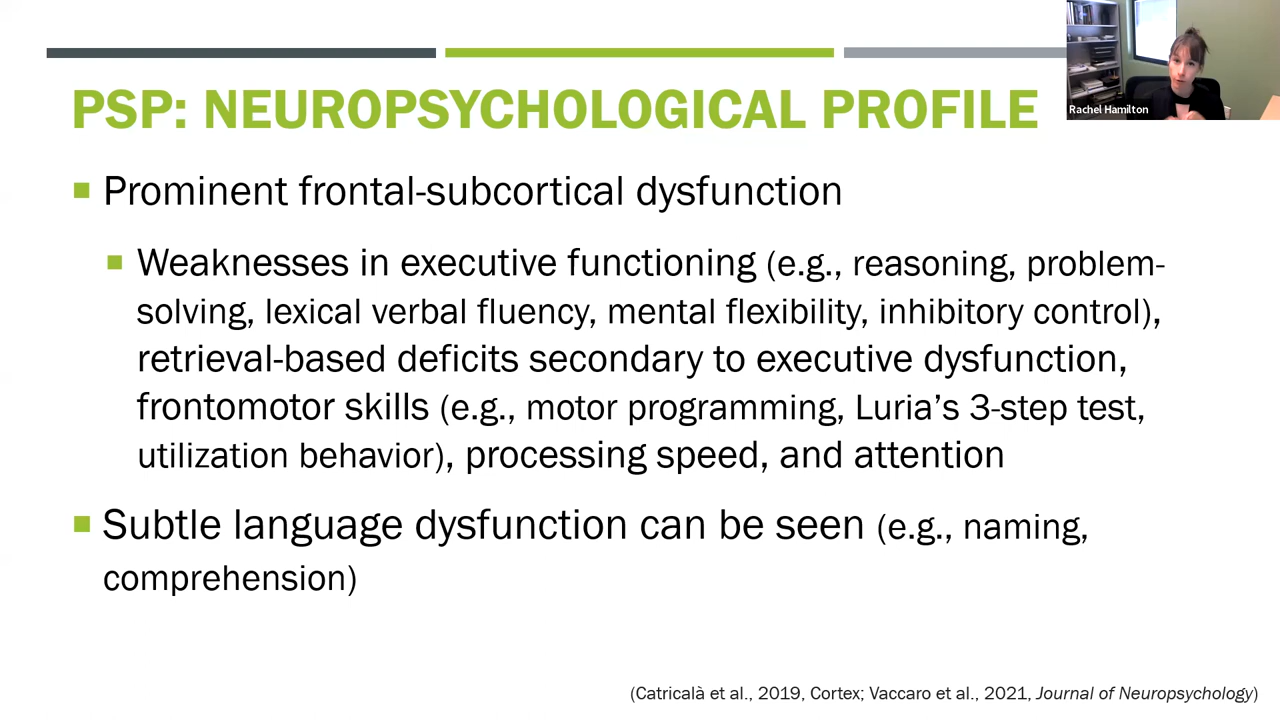 Rachel Hamilton
PSP: NEUROPSYCHOLOGICAL PROFILE
Prominent frontal-subcortical dysfunction
Weaknesses in executive functioning (e.g., reasoning, problem-
solving, lexical verbal fluency, mental flexibility, inhibitory control),
retrieval-based deficits secondary to executive dysfunction,
frontomotor skills (e.g., motor programming, Luria’s 3-step test,
utilization behavior), processing speed, and attention
Subtle language dysfunction can be seen (e.g., naming,
comprehension)
(Catricalà et al., 2019, Cortex; Vaccaro et al., 2021, Journal of Neuropsychology)